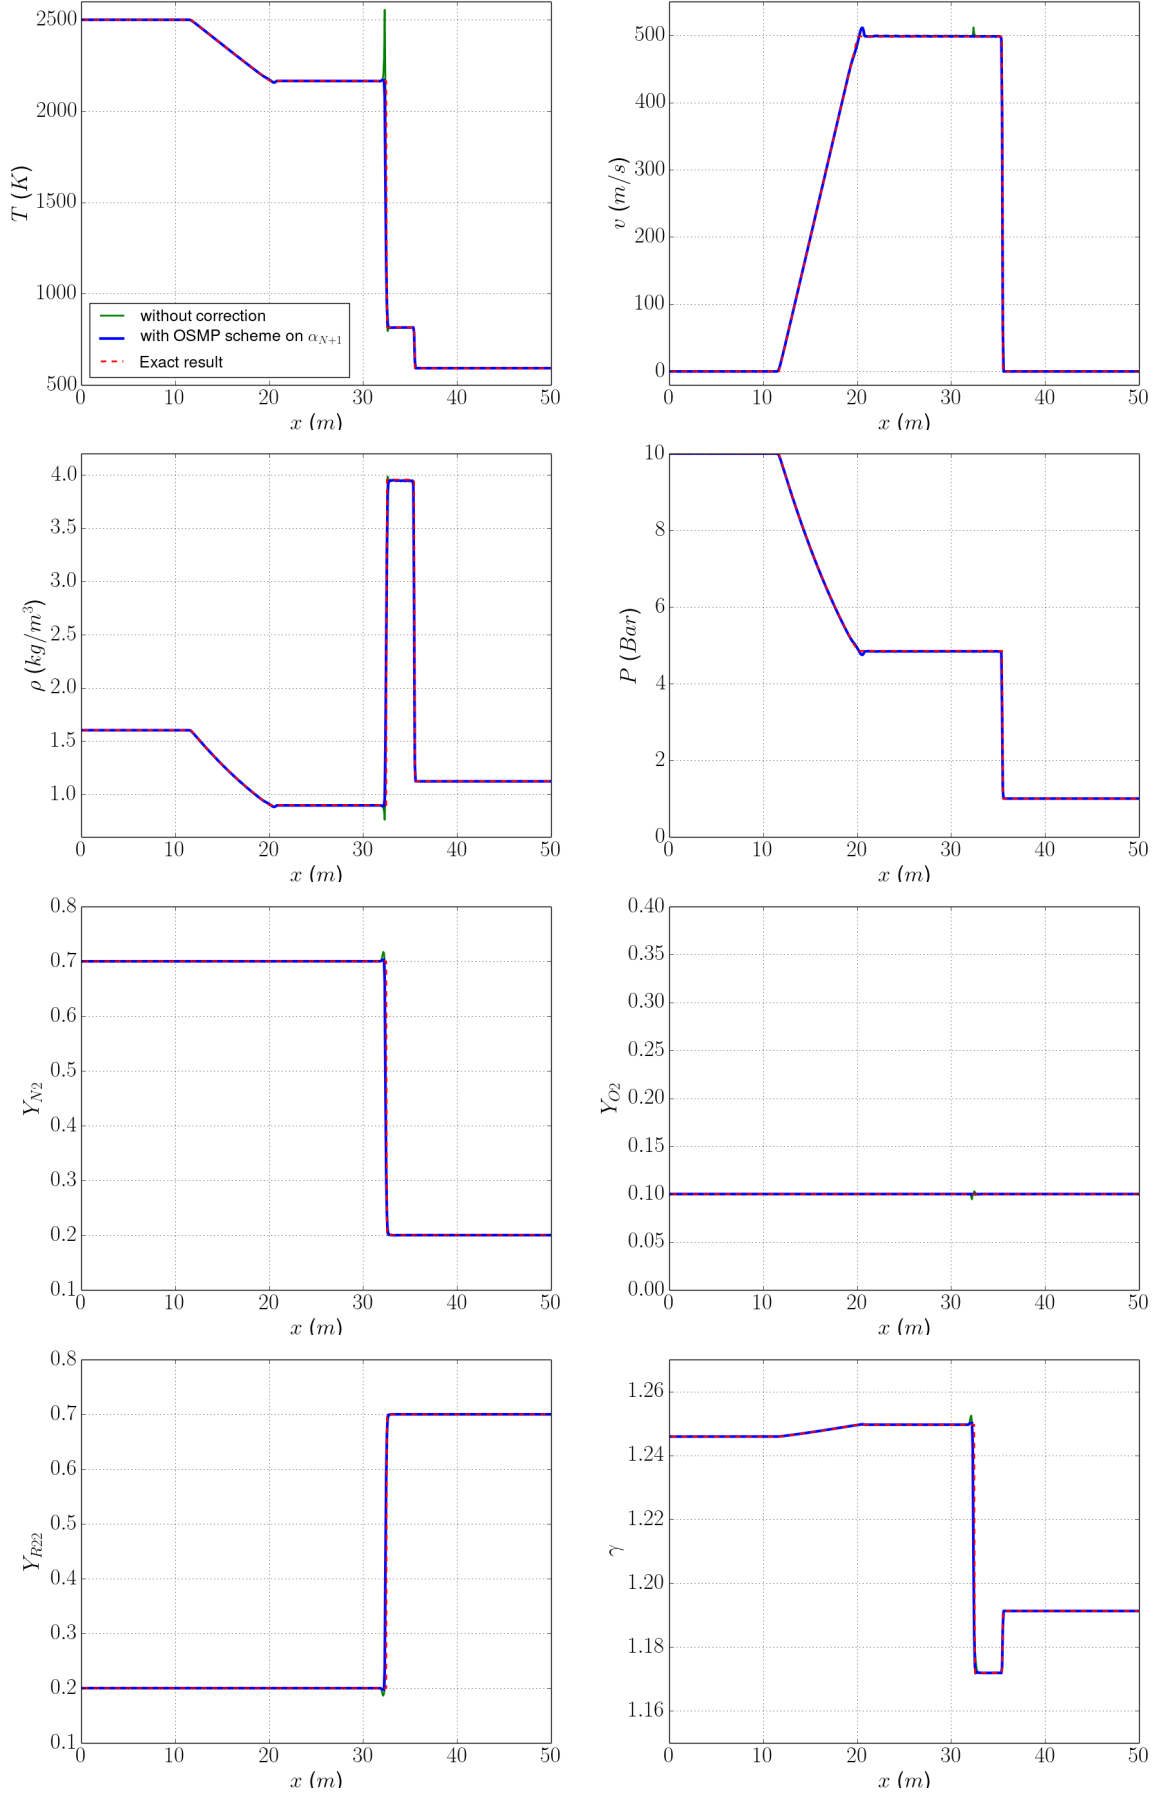 2500
2000
1500
1000
500
T (K)
without correction
with OSMP scheme on α_{N+1}
Exact result
0 10 20 30 40 50
x (m)
500
400
300
200
100
0
v (m/s)
0 10 20 30 40 50
x (m)
4.0
3.5
3.0
2.5
2.0
1.5
1.0
ρ (kg/m³)
0 10 20 30 40 50
x (m)
10
8
6
4
2
0
P (Bar)
0 10 20 30 40 50
x (m)
0.8
0.7
0.6
0.5
0.4
0.3
0.2
0.1
Y_{N2}
0 10 20 30 40 50
x (m)
0.40
0.35
0.30
0.25
0.20
0.15
0.10
0.05
0.00
Y_{O2}
0 10 20 30 40 50
x (m)
0.8
0.7
0.6
0.5
0.4
0.3
0.2
0.1
Y_{R22}
0 10 20 30 40 50
x (m)
1.26
1.24
1.22
1.20
1.18
1.16
γ
0 10 20 30 40 50
x (m)